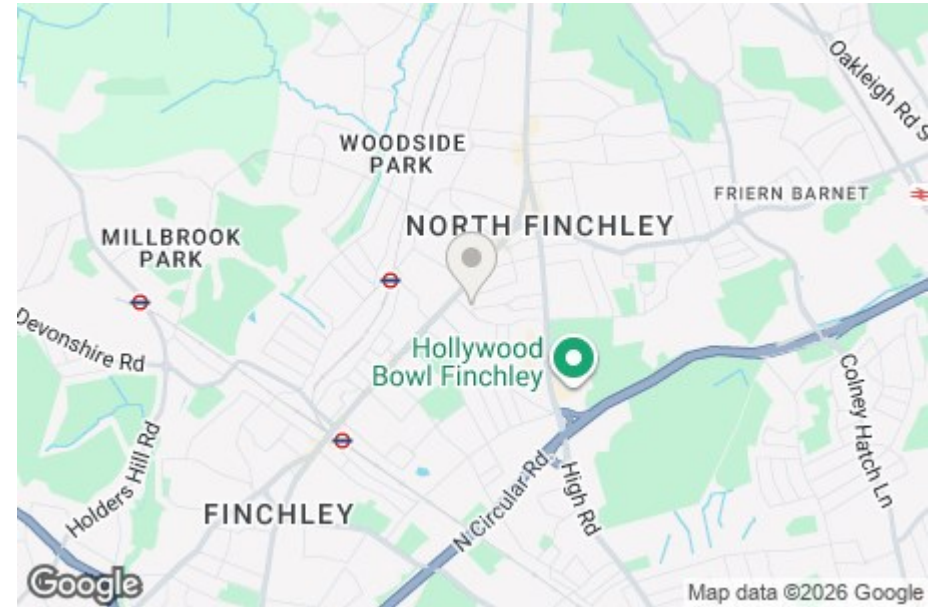 Oakleigh Rd S
WOODSIDE
PARK
FRIERN BARNET
NORTH FINCHLEY
MILLBROOK
PARK
Devonshire Rd
Hollywood
Bowl Finchley
Colney Hatch Ln
Holders Hill Rd
N Circular Rd
High Rd
FINCHLEY
Google
Map data ©2026 Google